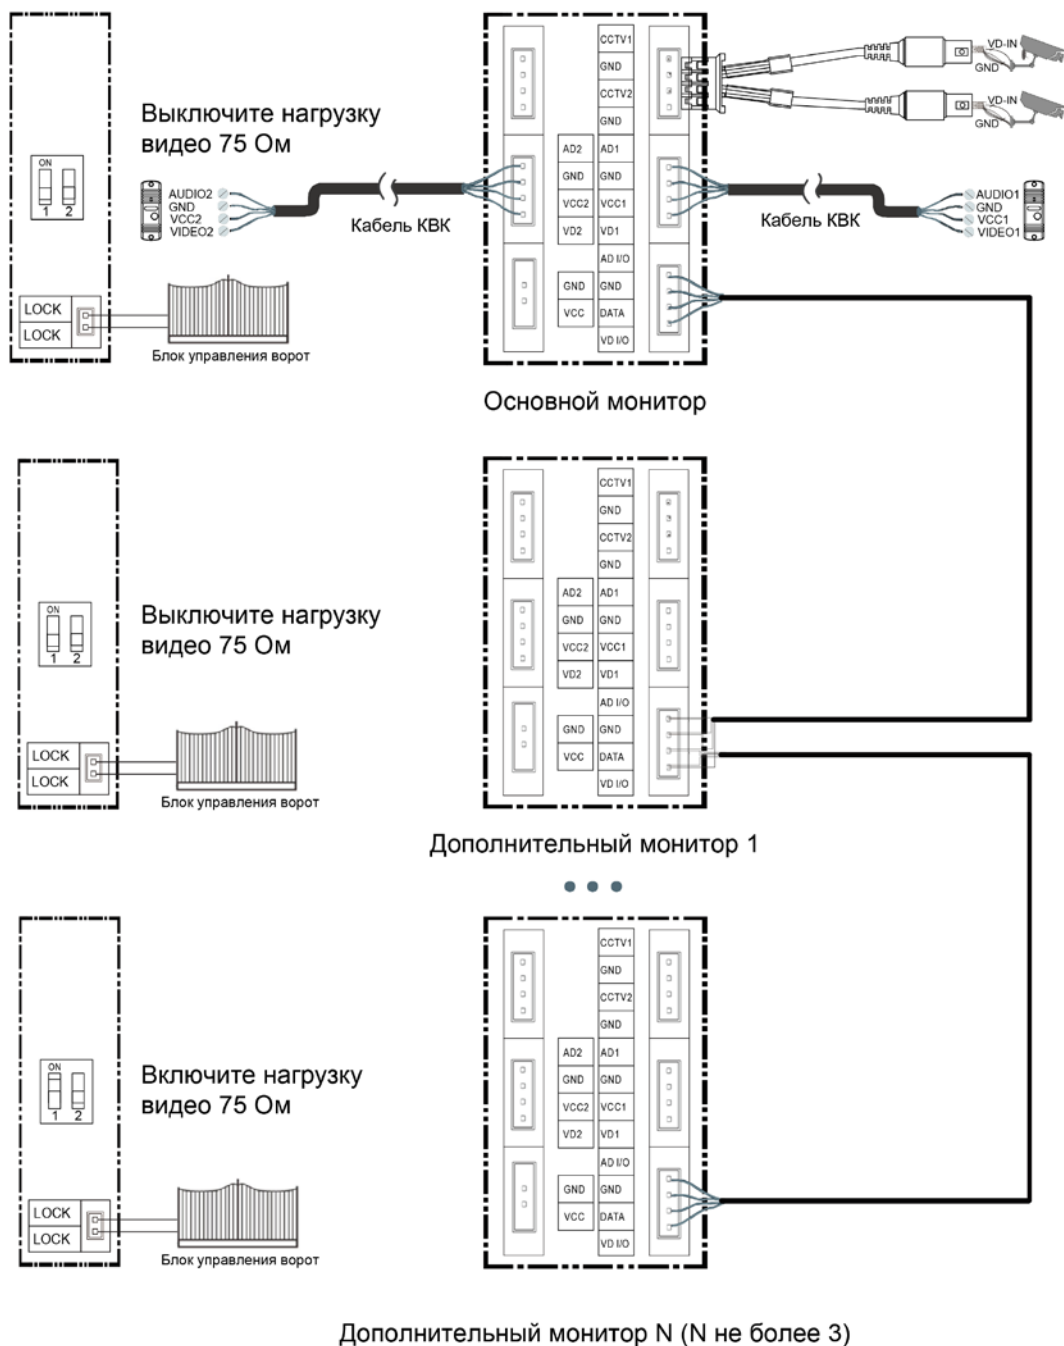 CCTV1
GND
CCTV2
GND
VD-IN
GND
VD-IN
GND
Выключите нагрузку
видео 75 Ом
ON
1 2
AUDIO2
GND
VCC2
VIDEO2
Кабель КВК
AD2 AD1
GND GND
VCC2 VCC1
VD2 VD1
AD I/O
GND GND
VCC DATA
VD I/O
Кабель КВК
AUDIO1
GND
VCC1
VIDEO1
LOCK
LOCK
Блок управления ворот
Основной монитор
CCTV1
GND
CCTV2
GND
ON
1 2
Выключите нагрузку
видео 75 Ом
AD2 AD1
GND GND
VCC2 VCC1
VD2 VD1
AD I/O
GND GND
VCC DATA
VD I/O
LOCK
LOCK
Блок управления ворот
Дополнительный монитор 1
CCTV1
GND
CCTV2
GND
ON
1 2
Включите нагрузку
видео 75 Ом
AD2 AD1
GND GND
VCC2 VCC1
VD2 VD1
AD I/O
GND GND
VCC DATA
VD I/O
LOCK
LOCK
Блок управления ворот
Дополнительный монитор N (N не более 3)